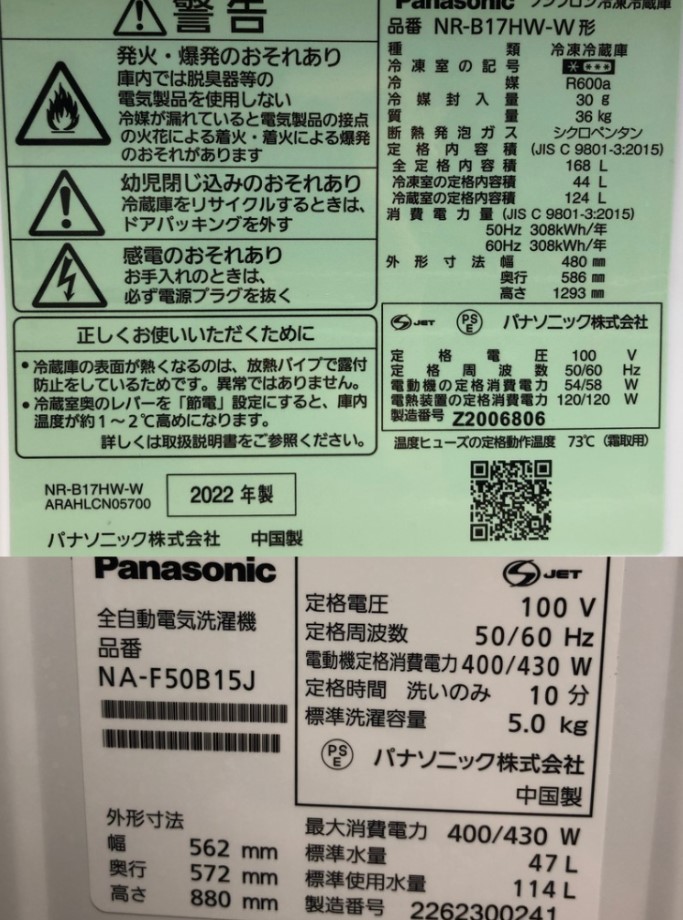 警告
発火・爆発のおそれあり
庫内では脱臭器等の
電気製品を使用しない
冷媒が漏れていると電気製品の接点
の火花による着火・着火による爆発
のおそれがあります
幼児閉じ込みのおそれあり
冷蔵庫をリサイクルするときは、
ドアパッキングを外す
感電のおそれあり
お手入れのときは、
必ず電源プラグを抜く
正しくお使いいただくために
・冷蔵庫の表面が熱くなるのは、放熱パイプで露付
防止をしているためです。異常ではありません。
・冷蔵室奥のレバーを「節電」設定にすると、庫内
温度が約1～2℃高めになります。
詳しくは取扱説明書をご参照ください。
NR-B17HW-W
ARAHLCN05700
2022 年製
パナソニック株式会社 中国製
Panasonic ノンフロン冷凍冷蔵庫
品番 NR-B17HW-W 形
種類 冷凍冷蔵庫
冷凍室の記号
冷媒 R600a
冷媒封入量 30 g
質量 36 kg
断熱発泡ガス シクロペンタン
定格内容積 (JIS C 9801-3:2015)
全定格内容積 168 L
冷凍室の定格内容積 44 L
冷蔵室の定格内容積 124 L
消費電力量 (JIS C 9801-3:2015)
50Hz 308kWh/年
60Hz 308kWh/年
外形寸法 幅 480 mm
奥行 586 mm
高さ 1293 mm
JET PSE パナソニック株式会社
定格電圧 100 V
定格周波数 50/60 Hz
電動機の定格消費電力 54/58 W
電熱装置の定格消費電力 120/120 W
製造番号 Z2006806
温度ヒューズの定格動作温度 73℃ (霜取用)
Panasonic
全自動電気洗濯機
品番
NA-F50B15J
外形寸法
幅 562 mm
奥行 572 mm
高さ 880 mm
JET
定格電圧 100 V
定格周波数 50/60 Hz
電動機定格消費電力 400/430 W
定格時間 洗いのみ 10 分
標準洗濯容量 5.0 kg
PSE パナソニック株式会社
中国製
最大消費電力 400/430 W
標準水量 47 L
標準使用水量 114 L
製造番号 2262300241